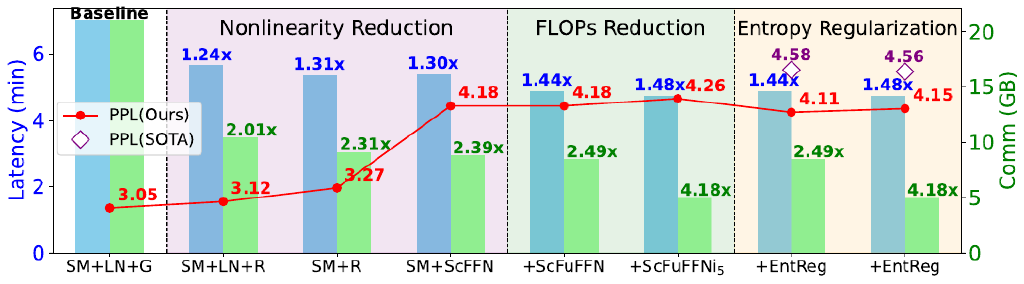 Baseline
Nonlinearity Reduction
FLOPs Reduction
Entropy Regularization
Latency (min)
6
4
2
0
Comm (GB)
20
15
10
5
0
PPL(Ours)
PPL(SOTA)
1.24x
1.31x
1.30x
1.44x
1.48x
1.44x
1.48x
2.01x
2.31x
2.39x
2.49x
4.18x
2.49x
4.18x
3.05
3.12
3.27
4.18
4.18
4.26
4.11
4.15
4.58
4.56
SM+LN+G
SM+LN+R
SM+R
SM+ScFFN
+ScFuFFN
+ScFuFFNi5
+EntReg
+EntReg